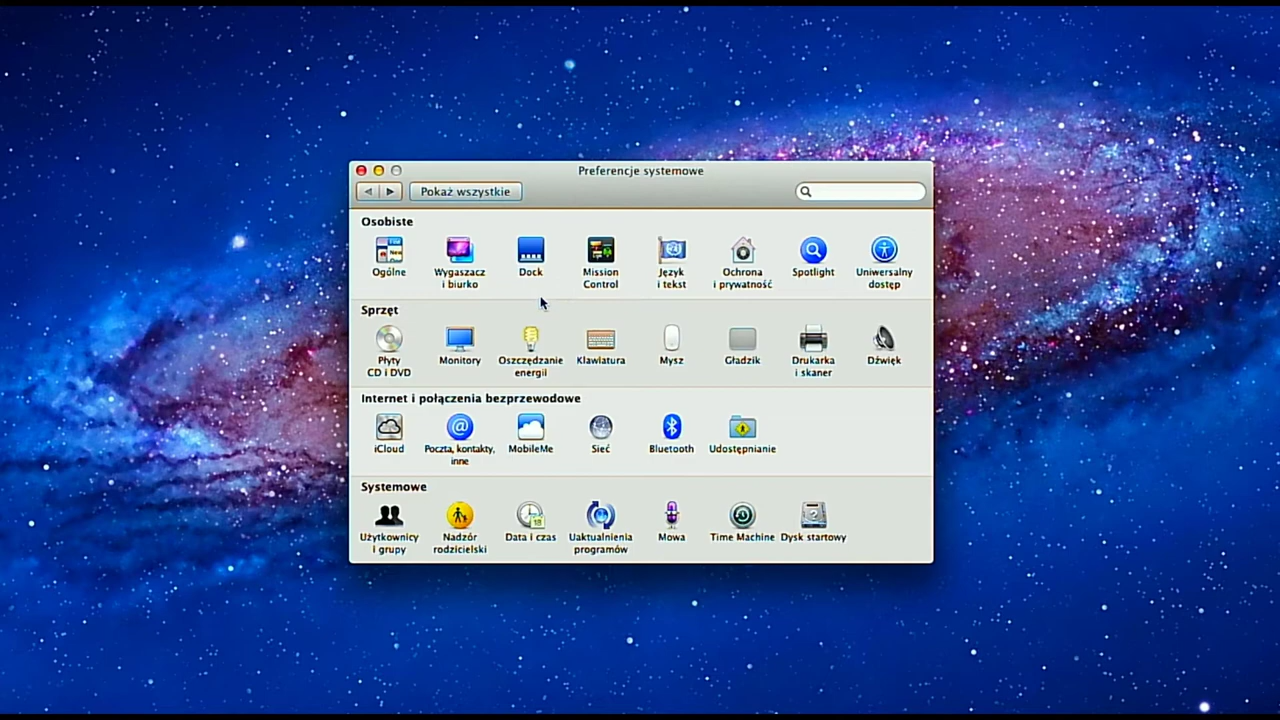 Preferencje systemowe
Pokaż wszystkie
Osobiste
Ogólne
Wygaszacz
i biurko
Dock
Mission
Control
Język
i tekst
Ochrona
i prywatność
Spotlight
Uniwersalny
dostęp
Sprzęt
Płyty
CD i DVD
Monitory
Oszczędzanie
energii
Klawiatura
Mysz
Gładzik
Drukarka
i skaner
Dźwięk
Internet i połączenia bezprzewodowe
iCloud
Poczta, kontakty,
inne
MobileMe
Sieć
Bluetooth
Udostępnianie
Systemowe
Użytkownicy
i grupy
Nadzór
rodzicielski
Data i czas
Uaktualnienia
programów
Mowa
Time Machine
Dysk startowy